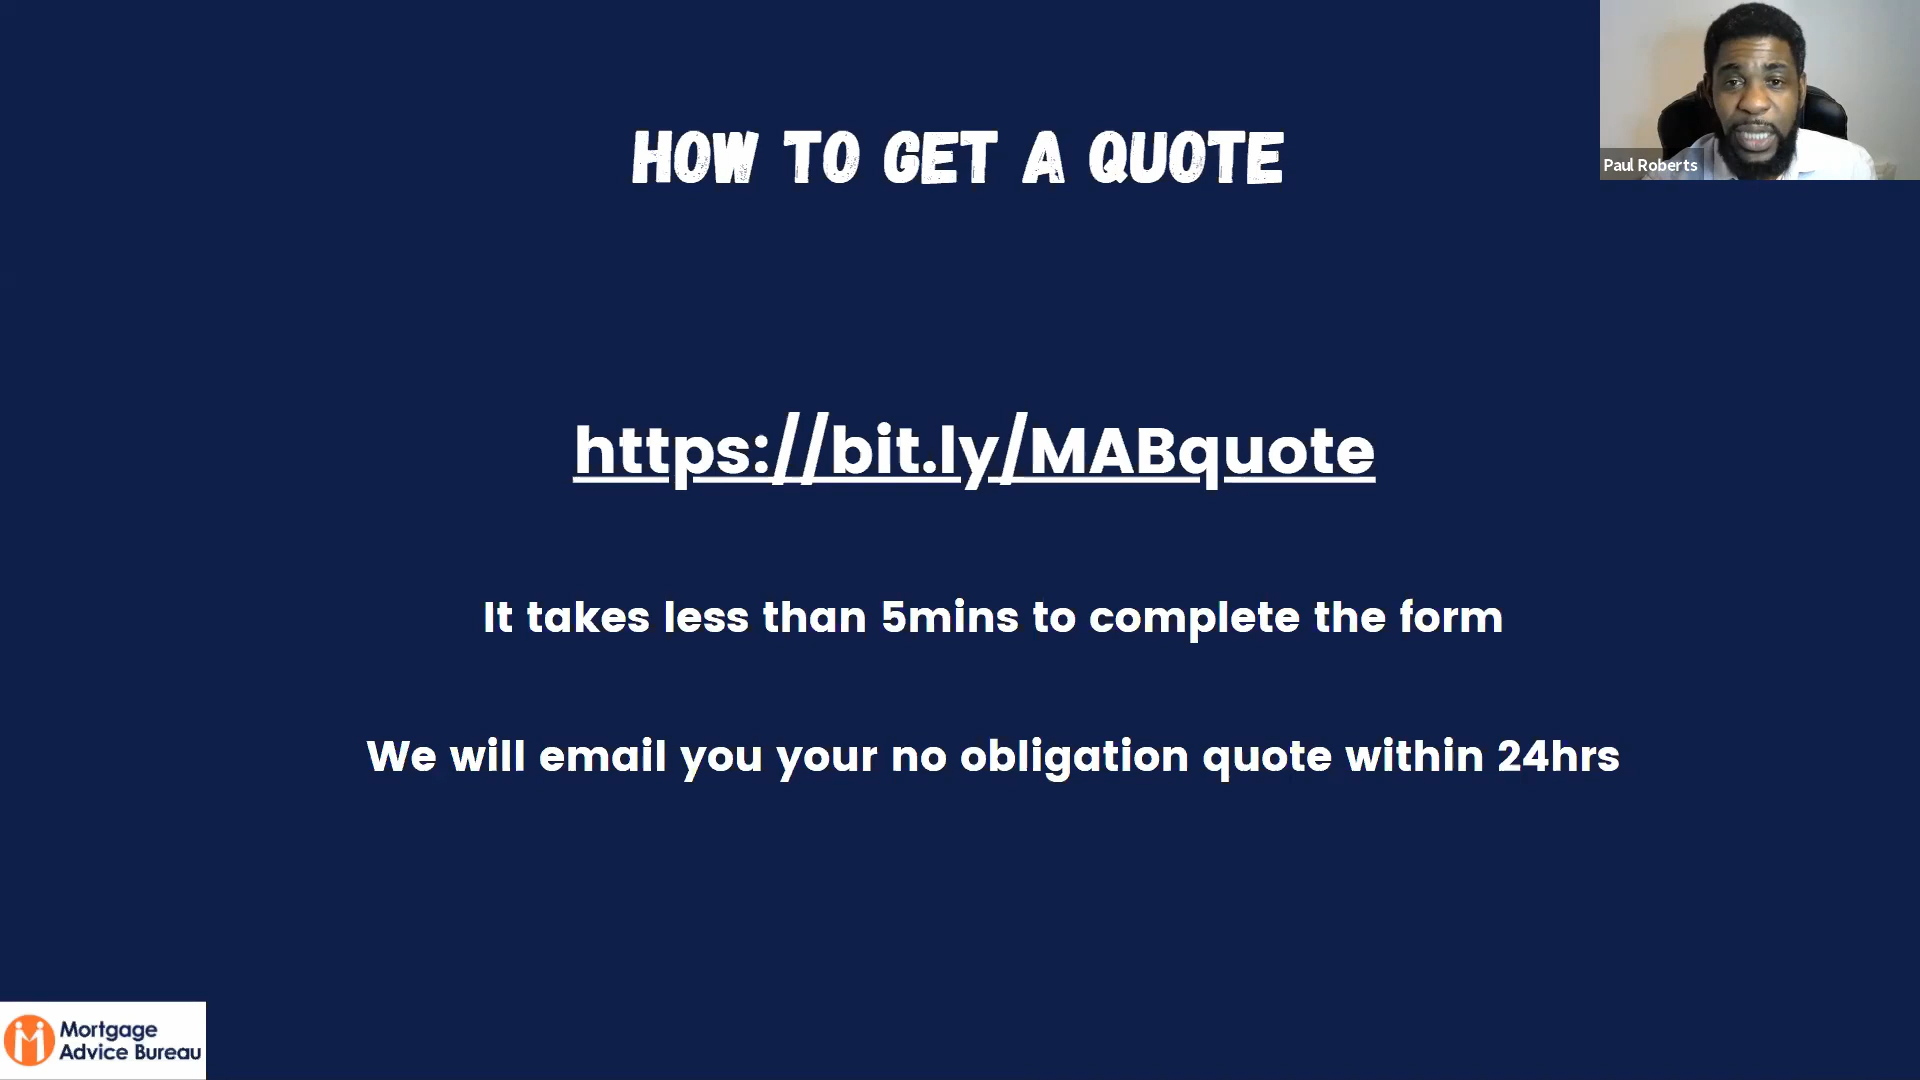 HOW TO GET A QUOTE
Paul Roberts
https://bit.ly/MABquote
It takes less than 5mins to complete the form
We will email you your no obligation quote within 24hrs
Mortgage
Advice Bureau